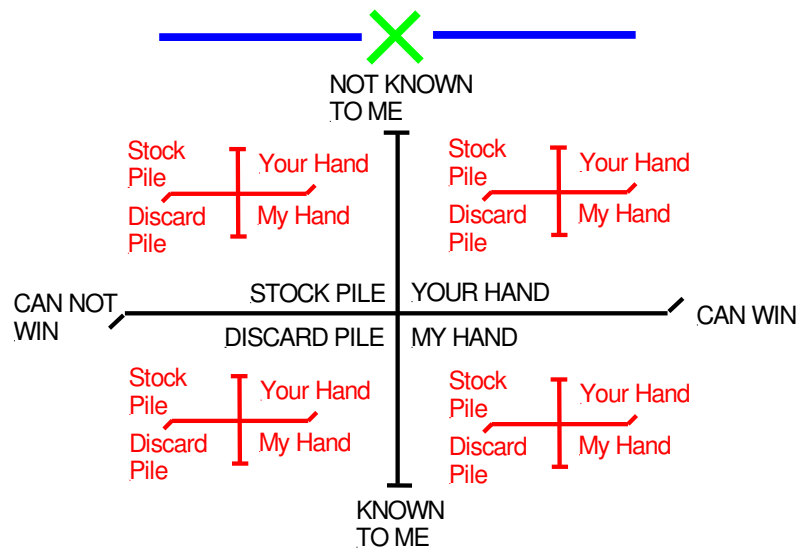 NOT KNOWN
TO ME
Stock
Pile
Your Hand
Discard
Pile
My Hand
Stock
Pile
Your Hand
Discard
Pile
My Hand
CAN NOT
WIN
STOCK PILE
YOUR HAND
DISCARD PILE
MY HAND
CAN WIN
Stock
Pile
Your Hand
Discard
Pile
My Hand
Stock
Pile
Your Hand
Discard
Pile
My Hand
KNOWN
TO ME